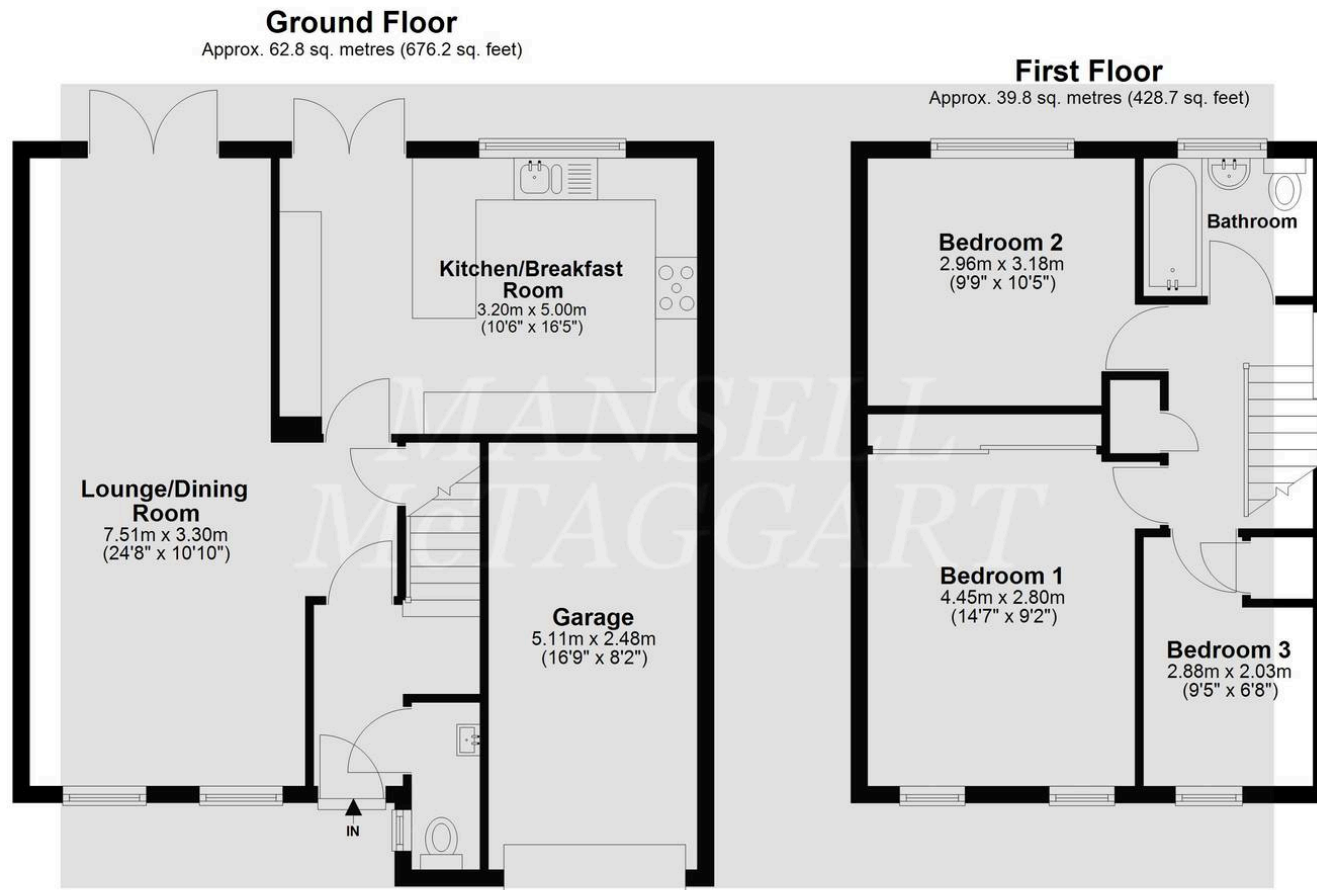 Ground Floor
Approx. 62.8 sq. metres (676.2 sq. feet)
First Floor
Approx. 39.8 sq. metres (428.7 sq. feet)
Kitchen/Breakfast
Room
3.20m x 5.00m
(10'6" x 16'5")
Lounge/Dining
Room
7.51m x 3.30m
(24'8" x 10'10")
Garage
5.11m x 2.48m
(16'9" x 8'2")
IN
Bedroom 2
2.96m x 3.18m
(9'9" x 10'5")
Bathroom
Bedroom 1
4.45m x 2.80m
(14'7" x 9'2")
Bedroom 3
2.88m x 2.03m
(9'5" x 6'8")
MANSELL
McTAGGART